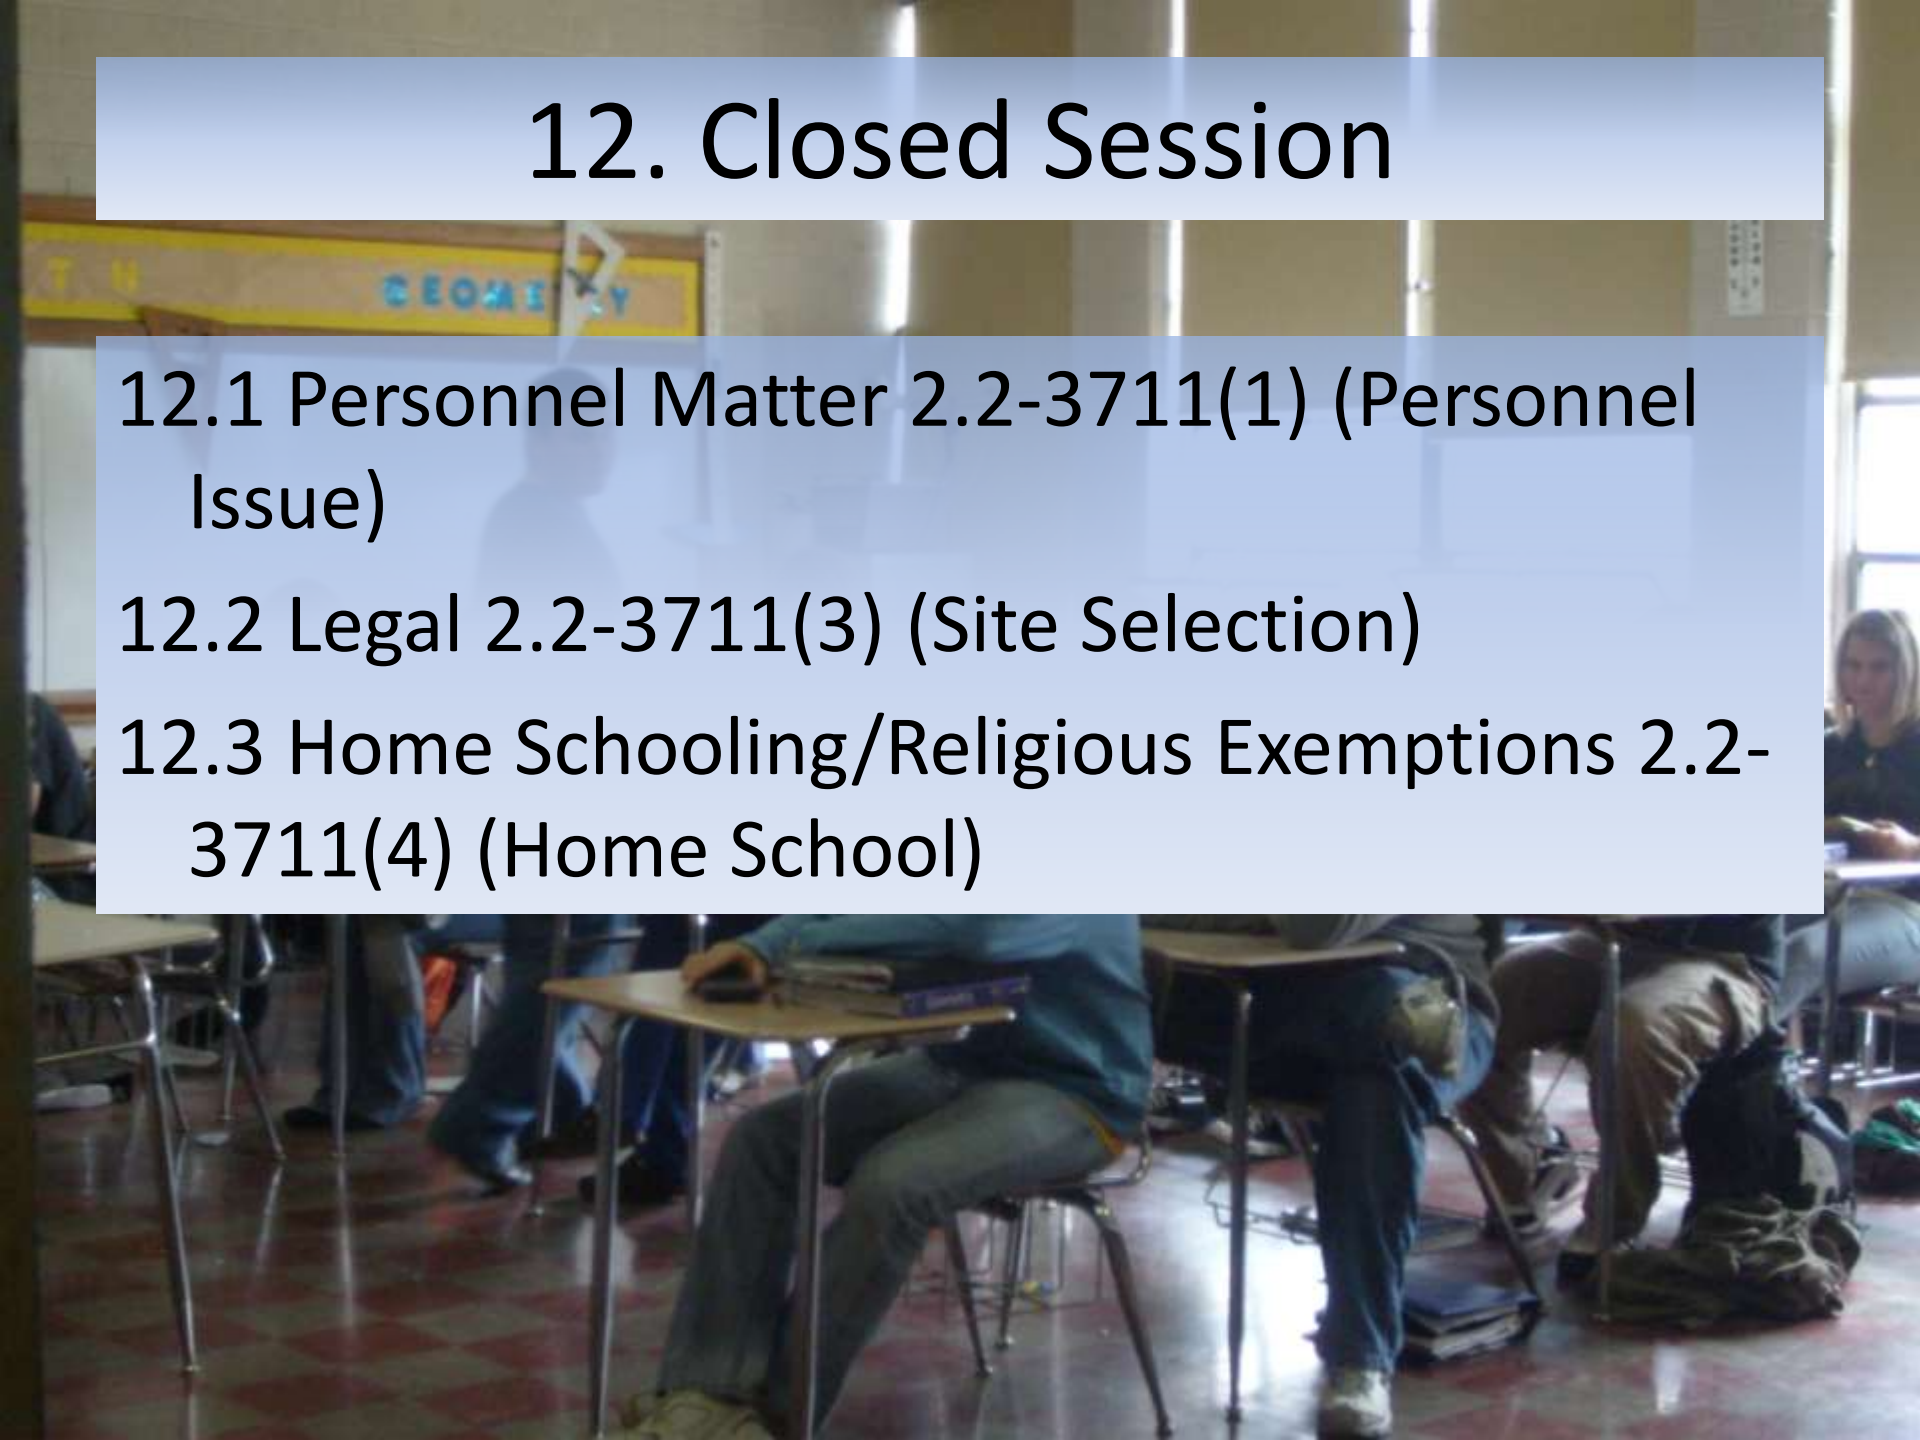 12. Closed Session
GEOMETRY
12.1 Personnel Matter 2.2-3711(1) (Personnel
Issue)
12.2 Legal 2.2-3711(3) (Site Selection)
12.3 Home Schooling/Religious Exemptions 2.2-
3711(4) (Home School)